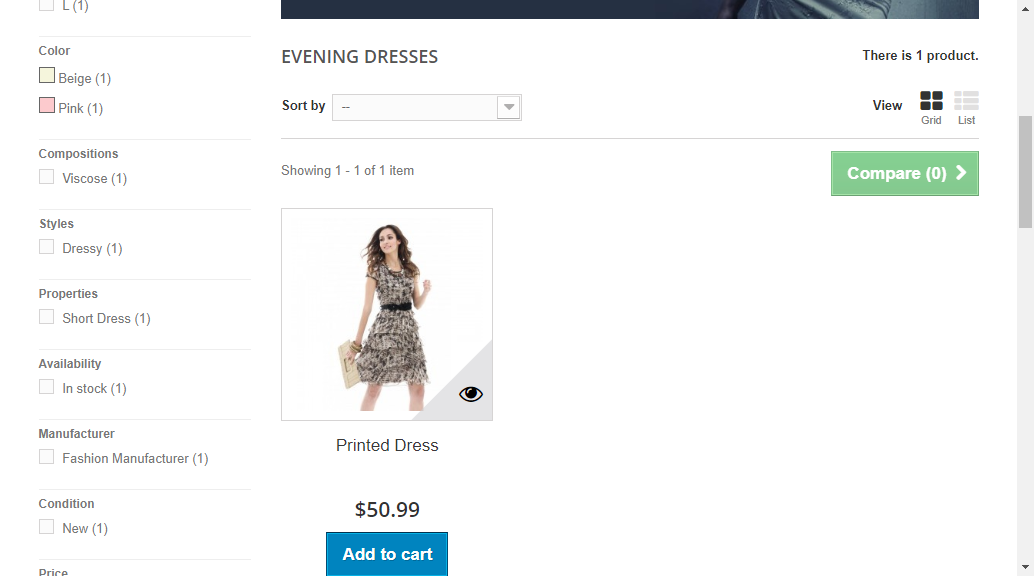 L (1)
Color
Beige (1)
Pink (1)
Compositions
Viscose (1)
Styles
Dressy (1)
Properties
Short Dress (1)
Availability
In stock (1)
Manufacturer
Fashion Manufacturer (1)
Condition
New (1)
Price
EVENING DRESSES
There is 1 product.
Sort by
--
View
Grid
List
Showing 1 - 1 of 1 item
Compare (0)
Printed Dress
$50.99
Add to cart